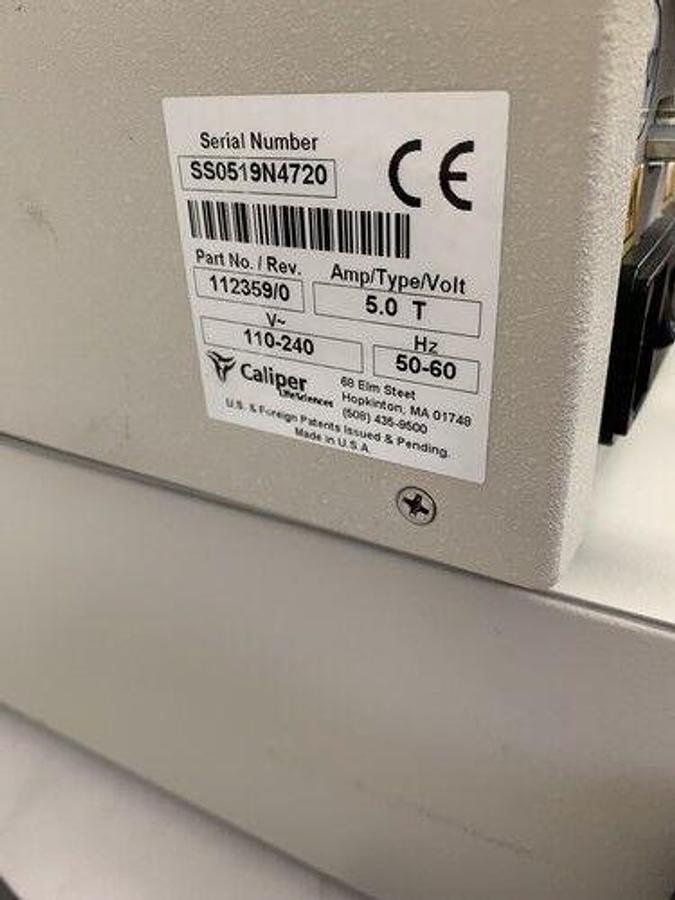 Serial Number
SS0519N4720
CE
Part No. / Rev.
112359/0
Amp/Type/Volt
5.0 T
V~
110-240
Hz
50-60
Caliper
LifeSciences
68 Elm Steet
Hopkinton, MA 01748
(508) 435-9500
U.S. & Foreign Patents Issued & Pending.
Made in U.S.A